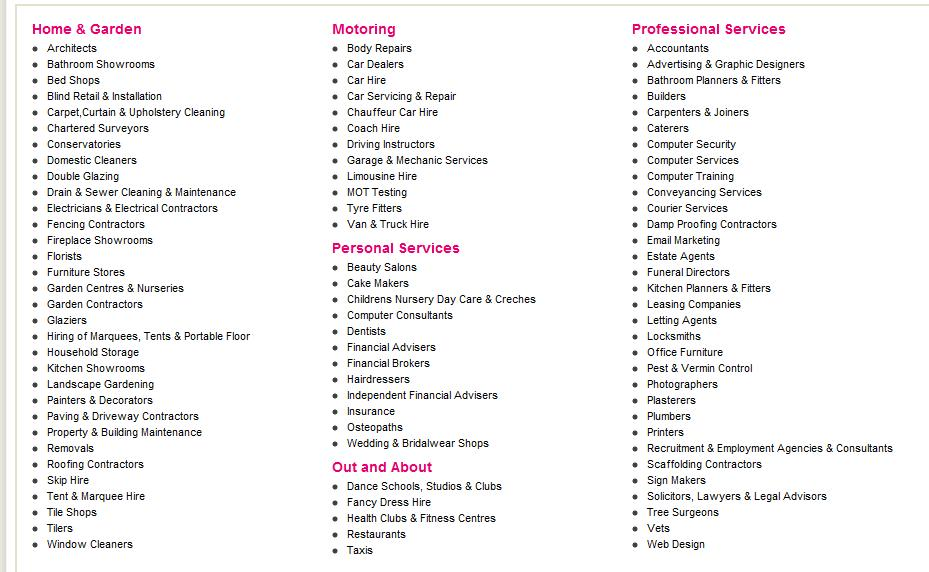 Home & Garden
Architects
Bathroom Showrooms
Bed Shops
Blind Retail & Installation
Carpet,Curtain & Upholstery Cleaning
Chartered Surveyors
Conservatories
Domestic Cleaners
Double Glazing
Drain & Sewer Cleaning & Maintenance
Electricians & Electrical Contractors
Fencing Contractors
Fireplace Showrooms
Florists
Furniture Stores
Garden Centres & Nurseries
Garden Contractors
Glaziers
Hiring of Marquees, Tents & Portable Floor
Household Storage
Kitchen Showrooms
Landscape Gardening
Painters & Decorators
Paving & Driveway Contractors
Property & Building Maintenance
Removals
Roofing Contractors
Skip Hire
Tent & Marquee Hire
Tile Shops
Tilers
Window Cleaners
Motoring
Body Repairs
Car Dealers
Car Hire
Car Servicing & Repair
Chauffeur Car Hire
Coach Hire
Driving Instructors
Garage & Mechanic Services
Limousine Hire
MOT Testing
Tyre Fitters
Van & Truck Hire
Personal Services
Beauty Salons
Cake Makers
Childrens Nursery Day Care & Creches
Computer Consultants
Dentists
Financial Advisers
Financial Brokers
Hairdressers
Independent Financial Advisers
Insurance
Osteopaths
Wedding & Bridalwear Shops
Out and About
Dance Schools, Studios & Clubs
Fancy Dress Hire
Health Clubs & Fitness Centres
Restaurants
Taxis
Professional Services
Accountants
Advertising & Graphic Designers
Bathroom Planners & Fitters
Builders
Carpenters & Joiners
Caterers
Computer Security
Computer Services
Computer Training
Conveyancing Services
Courier Services
Damp Proofing Contractors
Email Marketing
Estate Agents
Funeral Directors
Kitchen Planners & Fitters
Leasing Companies
Letting Agents
Locksmiths
Office Furniture
Pest & Vermin Control
Photographers
Plasterers
Plumbers
Printers
Recruitment & Employment Agencies & Consultants
Scaffolding Contractors
Sign Makers
Solicitors, Lawyers & Legal Advisors
Tree Surgeons
Vets
Web Design